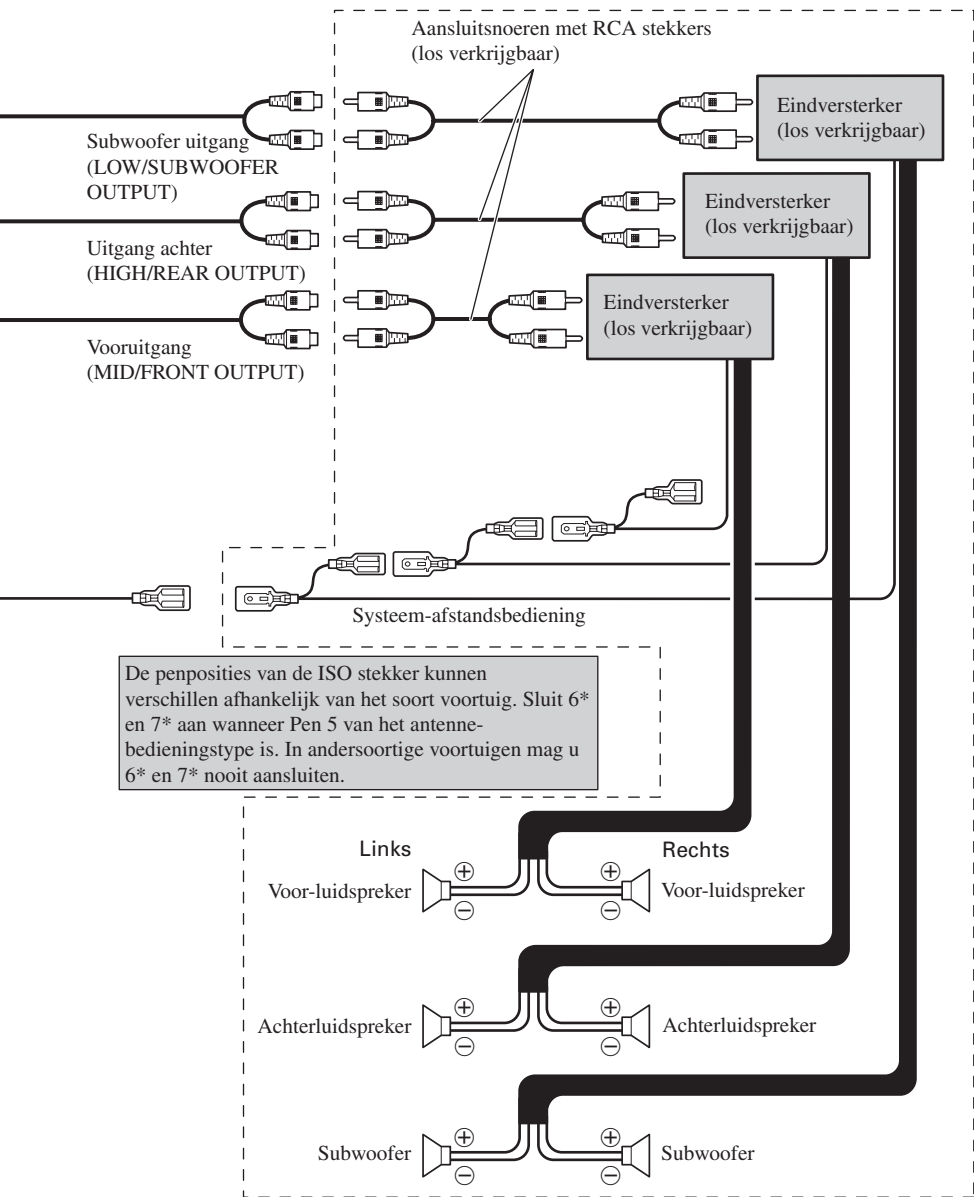 Aansluitsnoeren met RCA stekkers
(los verkrijgbaar)
Eindversterker
(los verkrijgbaar)
Subwoofer uitgang
(LOW/SUBWOOFER
OUTPUT)
Eindversterker
(los verkrijgbaar)
Uitgang achter
(HIGH/REAR OUTPUT)
Eindversterker
(los verkrijgbaar)
Vooruitgang
(MID/FRONT OUTPUT)
Systeem-afstandsbediening
De penposities van de ISO stekker kunnen
verschillen afhankelijk van het soort voortuig. Sluit 6*
en 7* aan wanneer Pen 5 van het antenne-
bedieningstype is. In andersoortige voortuigen mag u
6* en 7* nooit aansluiten.
Links
Rechts
+ +
Voor-luidspreker
Voor-luidspreker
- -
+ +
Achterluidspreker
Achterluidspreker
- -
+ +
Subwoofer
Subwoofer
- -